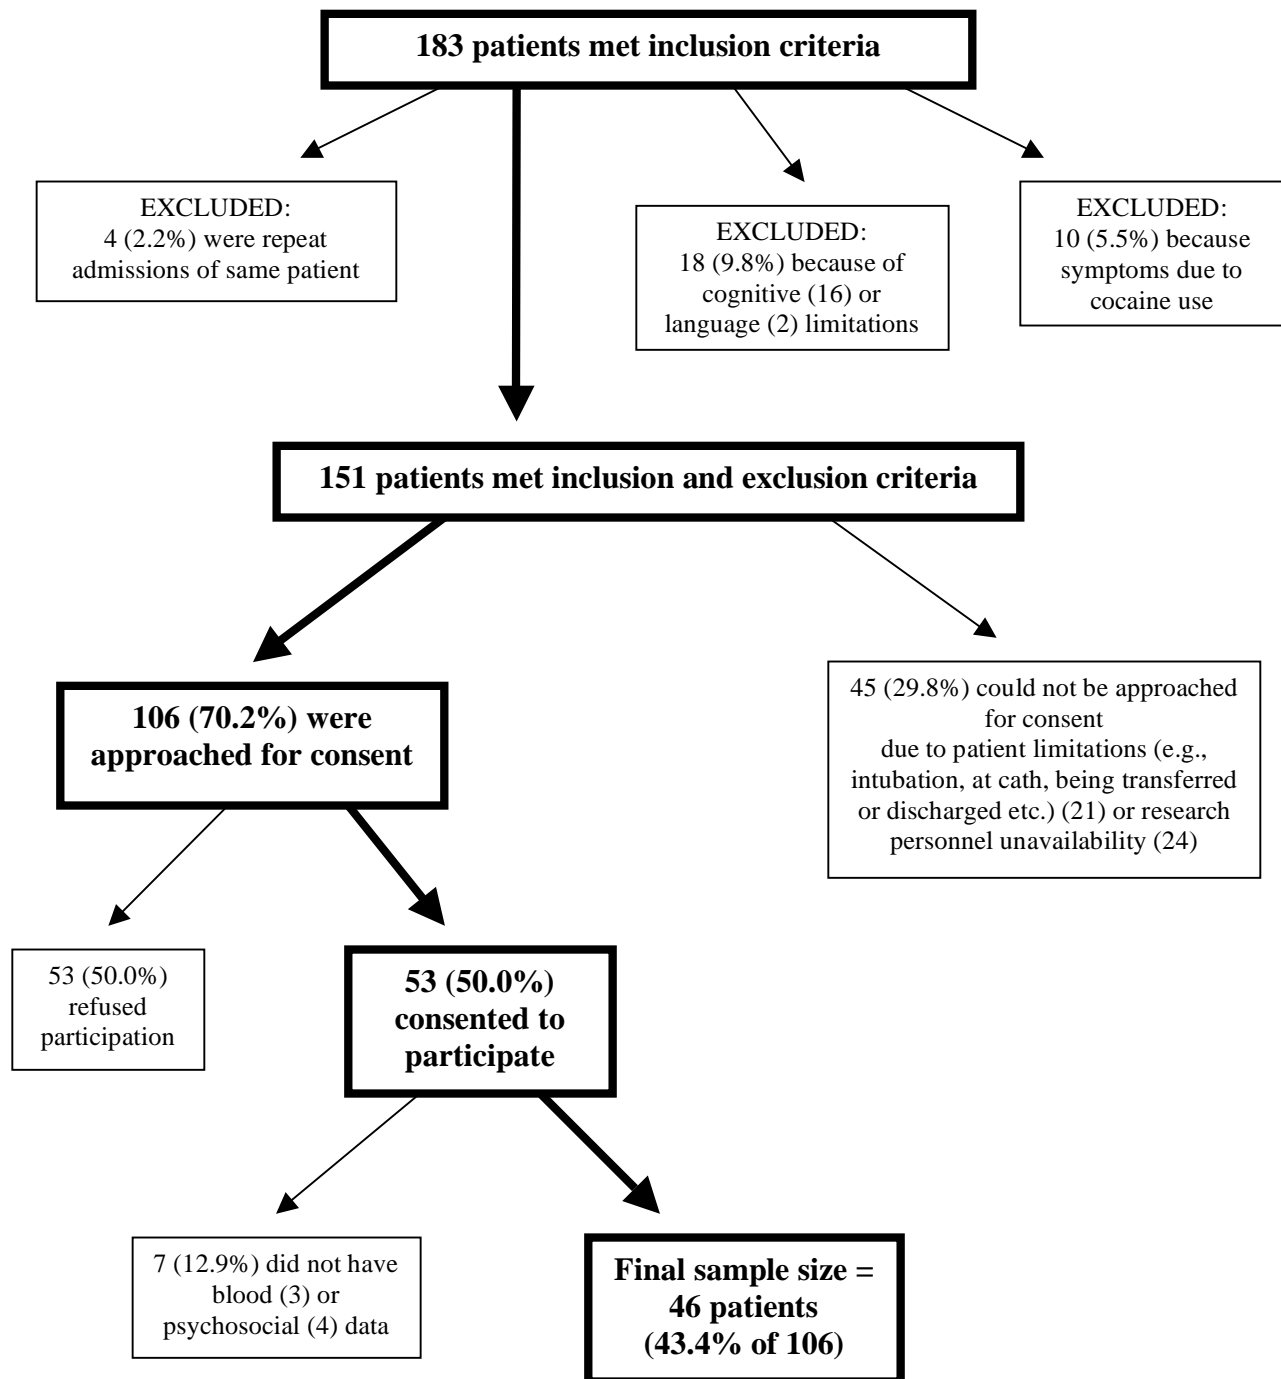 183 patients met inclusion criteria
EXCLUDED:
4 (2.2%) were repeat
admissions of same patient
EXCLUDED:
18 (9.8%) because of
cognitive (16) or
language (2) limitations
EXCLUDED:
10 (5.5%) because
symptoms due to
cocaine use
151 patients met inclusion and exclusion criteria
106 (70.2%) were
approached for consent
45 (29.8%) could not be approached
for consent
due to patient limitations (e.g.,
intubation, at cath, being transferred
or discharged etc.) (21) or research
personnel unavailability (24)
53 (50.0%)
refused
participation
53 (50.0%)
consented to
participate
7 (12.9%) did not have
blood (3) or
psychosocial (4) data
Final sample size =
46 patients
(43.4% of 106)